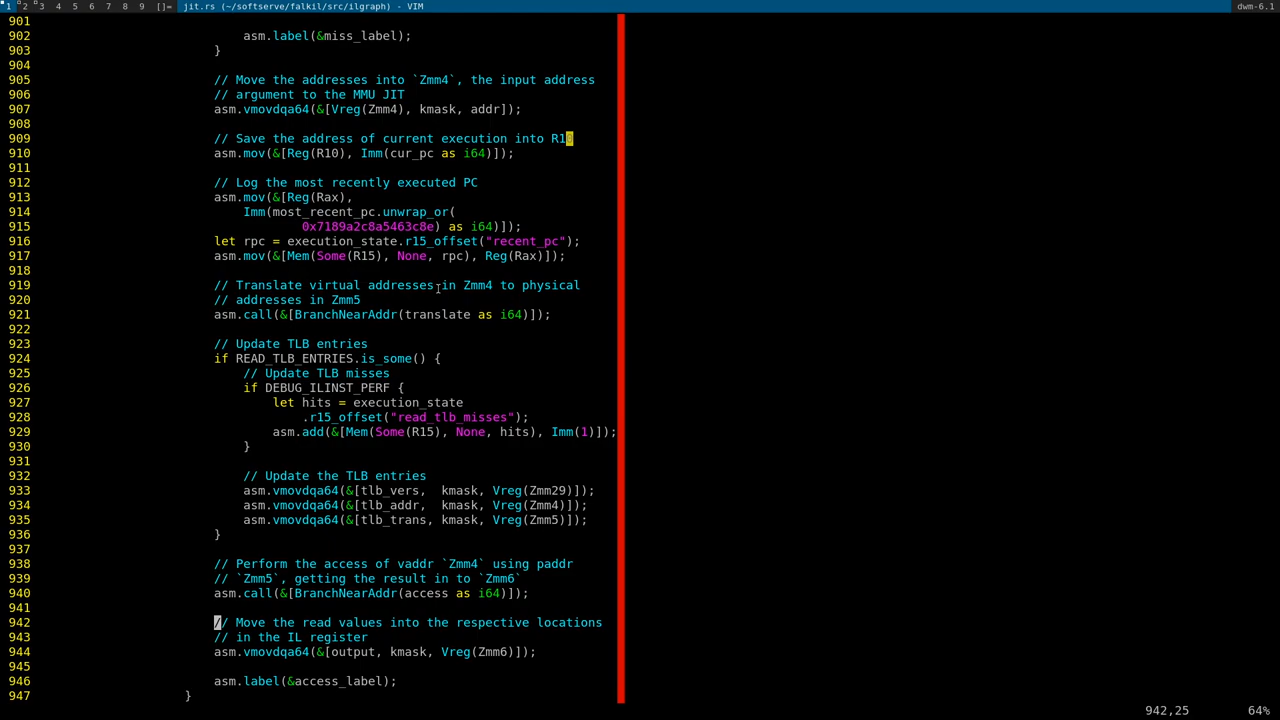 1 2 3 4 5 6 7 8 9 []= jit.rs (~/softserve/falkil/src/ilgraph) - VIM dwm-6.1
901
902                             asm.label(&miss_label);
903                         }
904
905                         // Move the addresses into `Zmm4`, the input address
906                         // argument to the MMU JIT
907                         asm.vmovdqa64(&[Vreg(Zmm4), kmask, addr]);
908
909                         // Save the address of current execution into R10
910                         asm.mov(&[Reg(R10), Imm(cur_pc as i64)]);
911
912                         // Log the most recently executed PC
913                         asm.mov(&[Reg(Rax),
914                             Imm(most_recent_pc.unwrap_or(
915                                     0x7189a2c8a5463c8e) as i64)]);
916                         let rpc = execution_state.r15_offset("recent_pc");
917                         asm.mov(&[Mem(Some(R15), None, rpc), Reg(Rax)]);
918
919                         // Translate virtual addresses in Zmm4 to physical
920                         // addresses in Zmm5
921                         asm.call(&[BranchNearAddr(translate as i64)]);
922
923                         // Update TLB entries
924                         if READ_TLB_ENTRIES.is_some() {
925                             // Update TLB misses
926                             if DEBUG_ILINST_PERF {
927                                 let hits = execution_state
928                                     .r15_offset("read_tlb_misses");
929                                 asm.add(&[Mem(Some(R15), None, hits), Imm(1)]);
930                             }
931
932                             // Update the TLB entries
933                             asm.vmovdqa64(&[tlb_vers,  kmask, Vreg(Zmm29)]);
934                             asm.vmovdqa64(&[tlb_addr,  kmask, Vreg(Zmm4)]);
935                             asm.vmovdqa64(&[tlb_trans, kmask, Vreg(Zmm5)]);
936                         }
937
938                         // Perform the access of vaddr `Zmm4` using paddr
939                         // `Zmm5`, getting the result in to `Zmm6`
940                         asm.call(&[BranchNearAddr(access as i64)]);
941
942                         // Move the read values into the respective locations
943                         // in the IL register
944                         asm.vmovdqa64(&[output, kmask, Vreg(Zmm6)]);
945
946                         asm.label(&access_label);
947                     }
942,25 64%